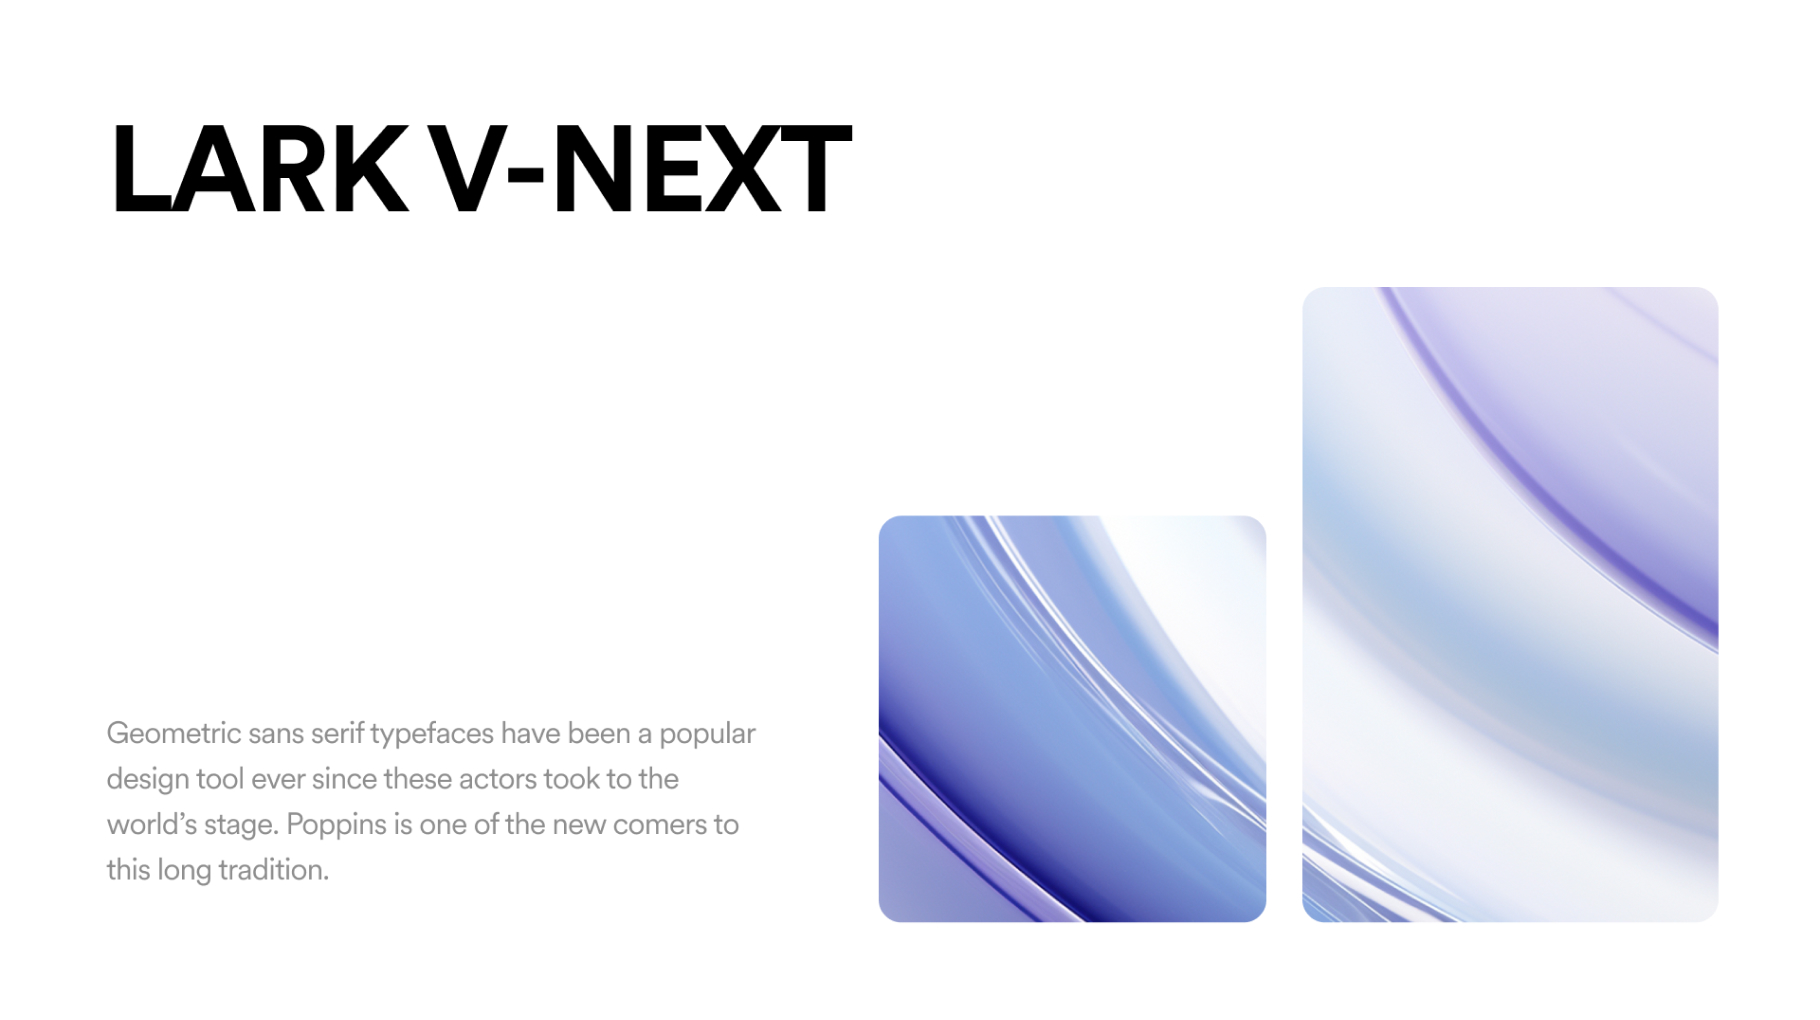 LARK V-NEXT
Geometric sans serif typefaces have been a popular
design tool ever since these actors took to the
world’s stage. Poppins is one of the new comers to
this long tradition.